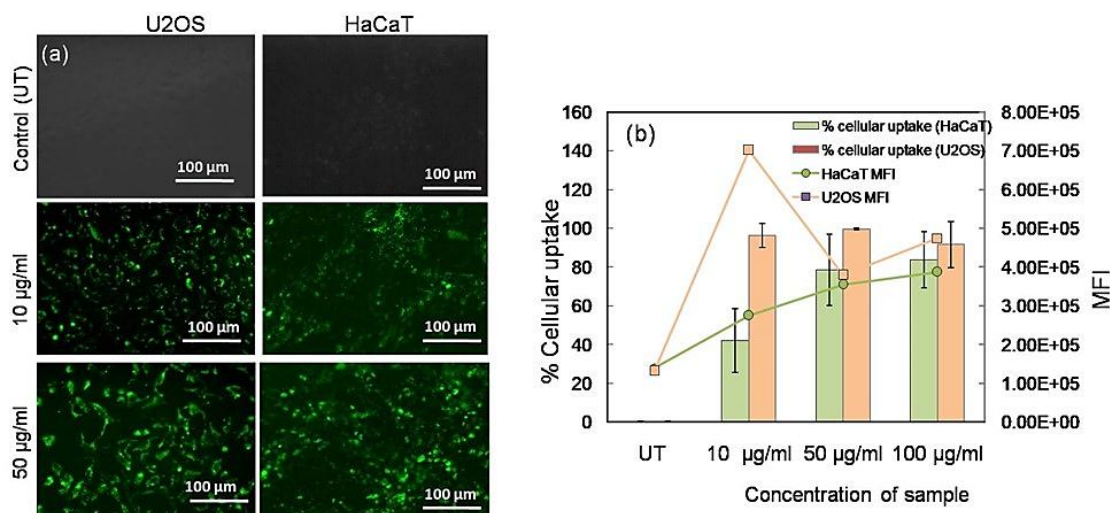 U2OS HaCaT
(a)
Control (UT)
100 µm 100 µm
10 µg/ml
100 µm 100 µm
50 µg/ml
100 µm 100 µm
(b)
% cellular uptake (HaCaT)
% cellular uptake (U2OS)
HaCaT MFI
U2OS MFI
% Cellular uptake
160
140
120
100
80
60
40
20
0
8.00E+05
7.00E+05
6.00E+05
5.00E+05
4.00E+05
3.00E+05
2.00E+05
1.00E+05
0.00E+00
MFI
UT 10 µg/ml 50 µg/ml 100 µg/ml
Concentration of sample